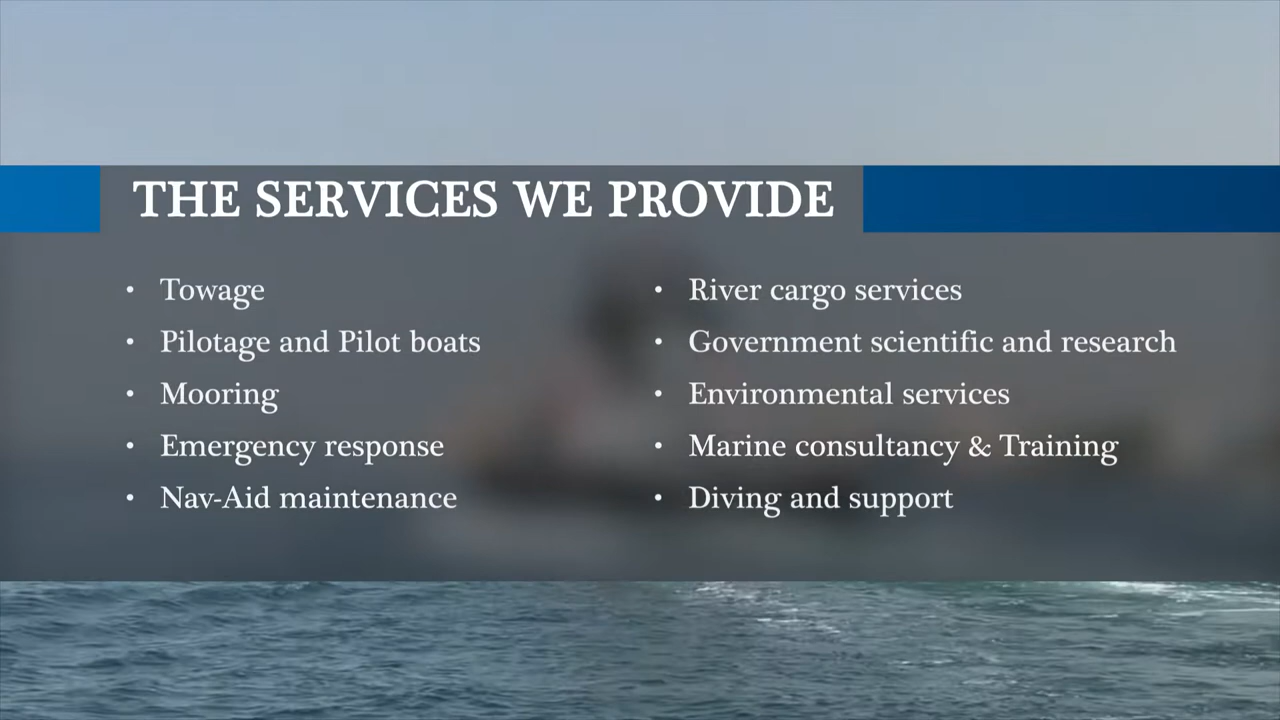 THE SERVICES WE PROVIDE
• Towage
• Pilotage and Pilot boats
• Mooring
• Emergency response
• Nav-Aid maintenance
• River cargo services
• Government scientific and research
• Environmental services
• Marine consultancy & Training
• Diving and support